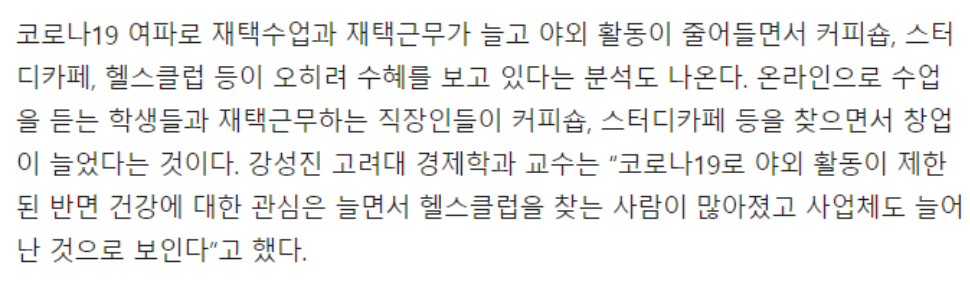 코로나19 여파로 재택수업과 재택근무가 늘고 야외 활동이 줄어들면서 커피숍, 스터
디카페, 헬스클럽 등이 오히려 수혜를 보고 있다는 분석도 나온다. 온라인으로 수업
을 듣는 학생들과 재택근무하는 직장인들이 커피숍, 스터디카페 등을 찾으면서 창업
이 늘었다는 것이다. 강성진 고려대 경제학과 교수는 “코로나19로 야외 활동이 제한
된 반면 건강에 대한 관심은 늘면서 헬스클럽을 찾는 사람이 많아졌고 사업체도 늘어
난 것으로 보인다”고 했다.